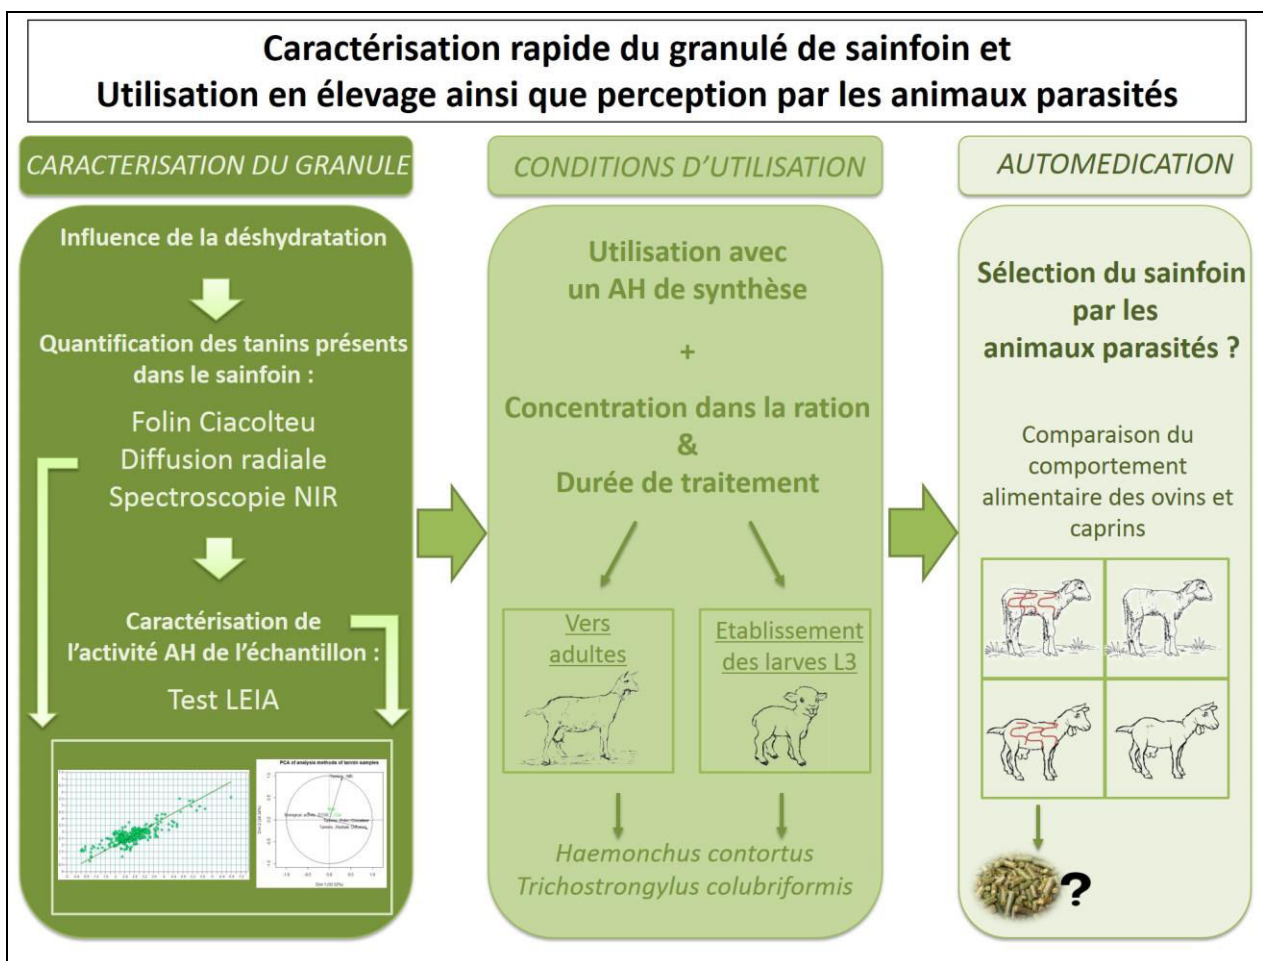 Caractérisation rapide du granulé de sainfoin et
Utilisation en élevage ainsi que perception par les animaux parasités
CARACTERISATION DU GRANULE
Influence de la déshydratation
Quantification des tanins présents
dans le sainfoin :
Folin Ciacolteu
Diffusion radiale
Spectroscopie NIR
Caractérisation de
l'activité AH de l'échantillon :
Test LEIA
PCA of analysis methods of tannin samples
CONDITIONS D'UTILISATION
Utilisation avec
un AH de synthèse
+
Concentration dans la ration
&
Durée de traitement
Vers
adultes
Etablissement
des larves L3
Haemonchus contortus
Trichostrongylus colubriformis
AUTOMEDICATION
Sélection du sainfoin
par les
animaux parasités ?
Comparaison du
comportement
alimentaire des ovins et
caprins
?